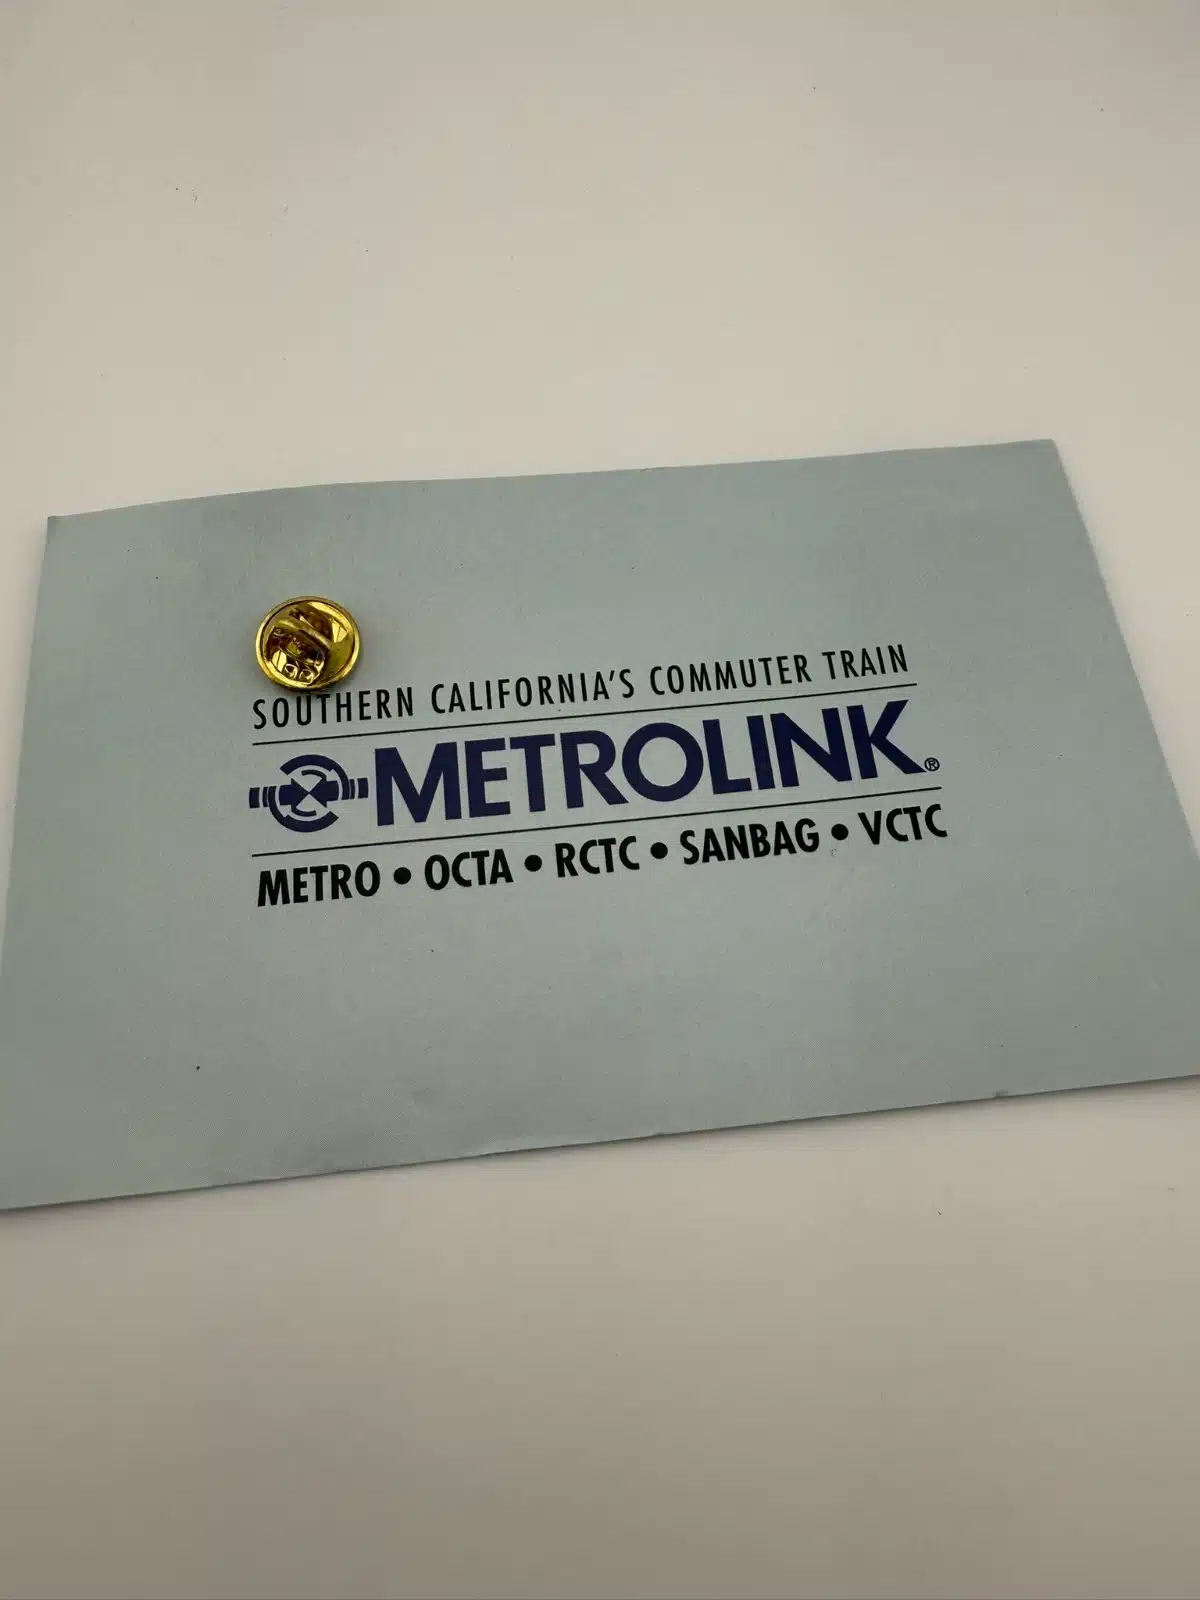 SOUTHERN CALIFORNIA'S COMMUTER TRAIN
METROLINK®
METRO • OCTA • RCTC • SANBAG • VCTC